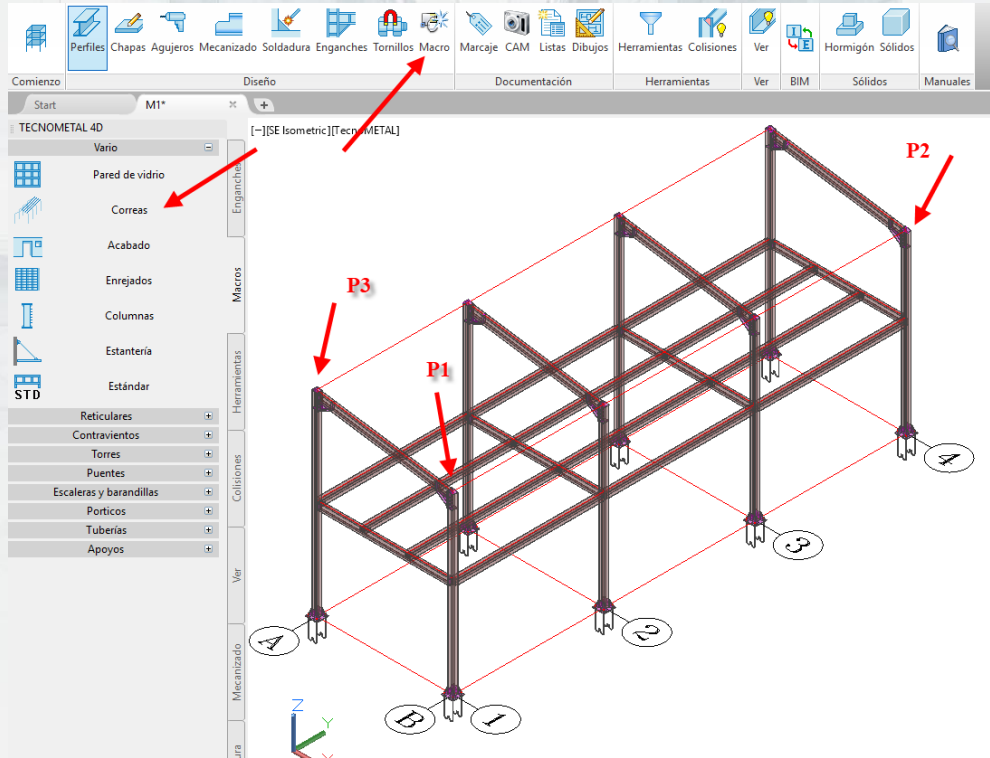 Perfiles Chapas Agujeros Mecanizado Soldadura Enganches Tornillos Macro Marcaje CAM Listas Dibujos Herramientas Colisiones Ver I E Hormigón Sólidos
Comienzo Diseño Documentación Herramientas Ver BIM Sólidos Manuales
Start M1*
TECNOMETAL 4D
[−][SE Isometric][TecnoMETAL]
Vario
Pared de vidrio
Correas
Acabado
Enrejados
Columnas
Estantería
STD Estándar
Reticulares
Contravientos
Torres
Puentes
Escaleras y barandillas
Porticos
Tuberías
Apoyos
Enganches
Macros
Herramientas
Colisiones
Ver
Mecanizado
ura
P2
P3
P1
4
3
2
A
B 1
Z
Y
X